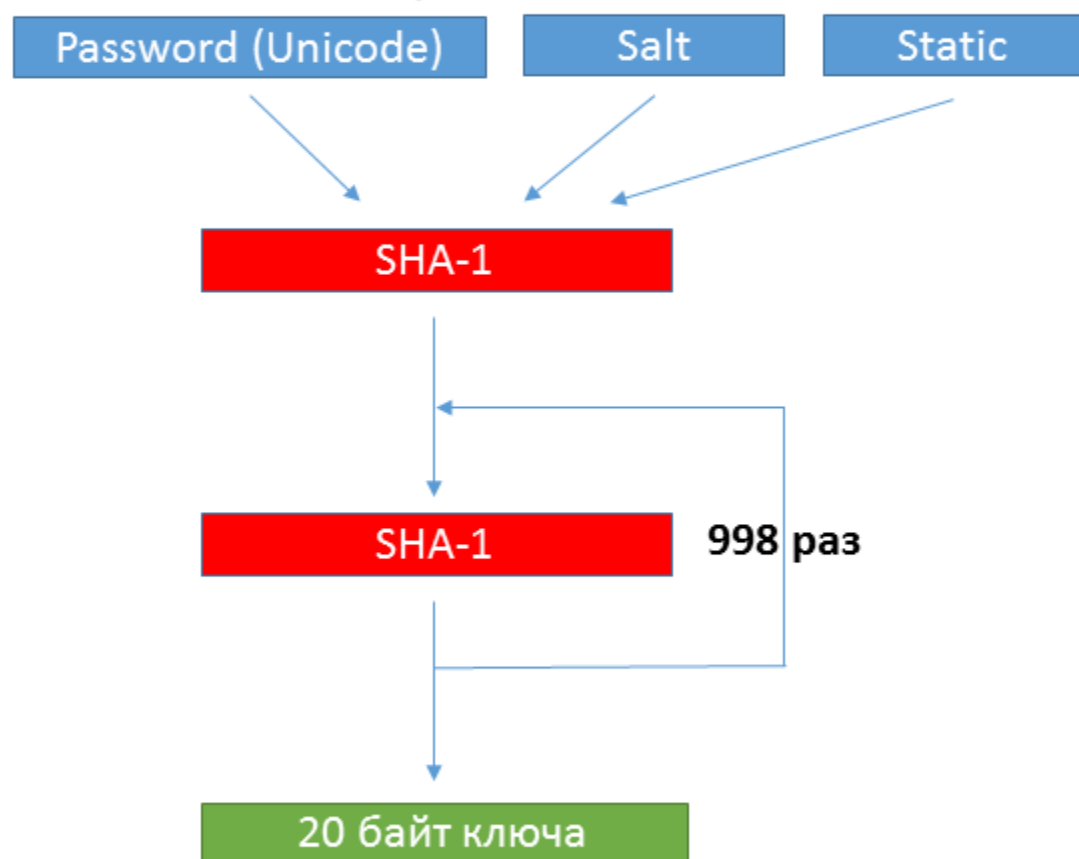 Password (Unicode)
Salt
Static
SHA-1
SHA-1
998 раз
20 байт ключа